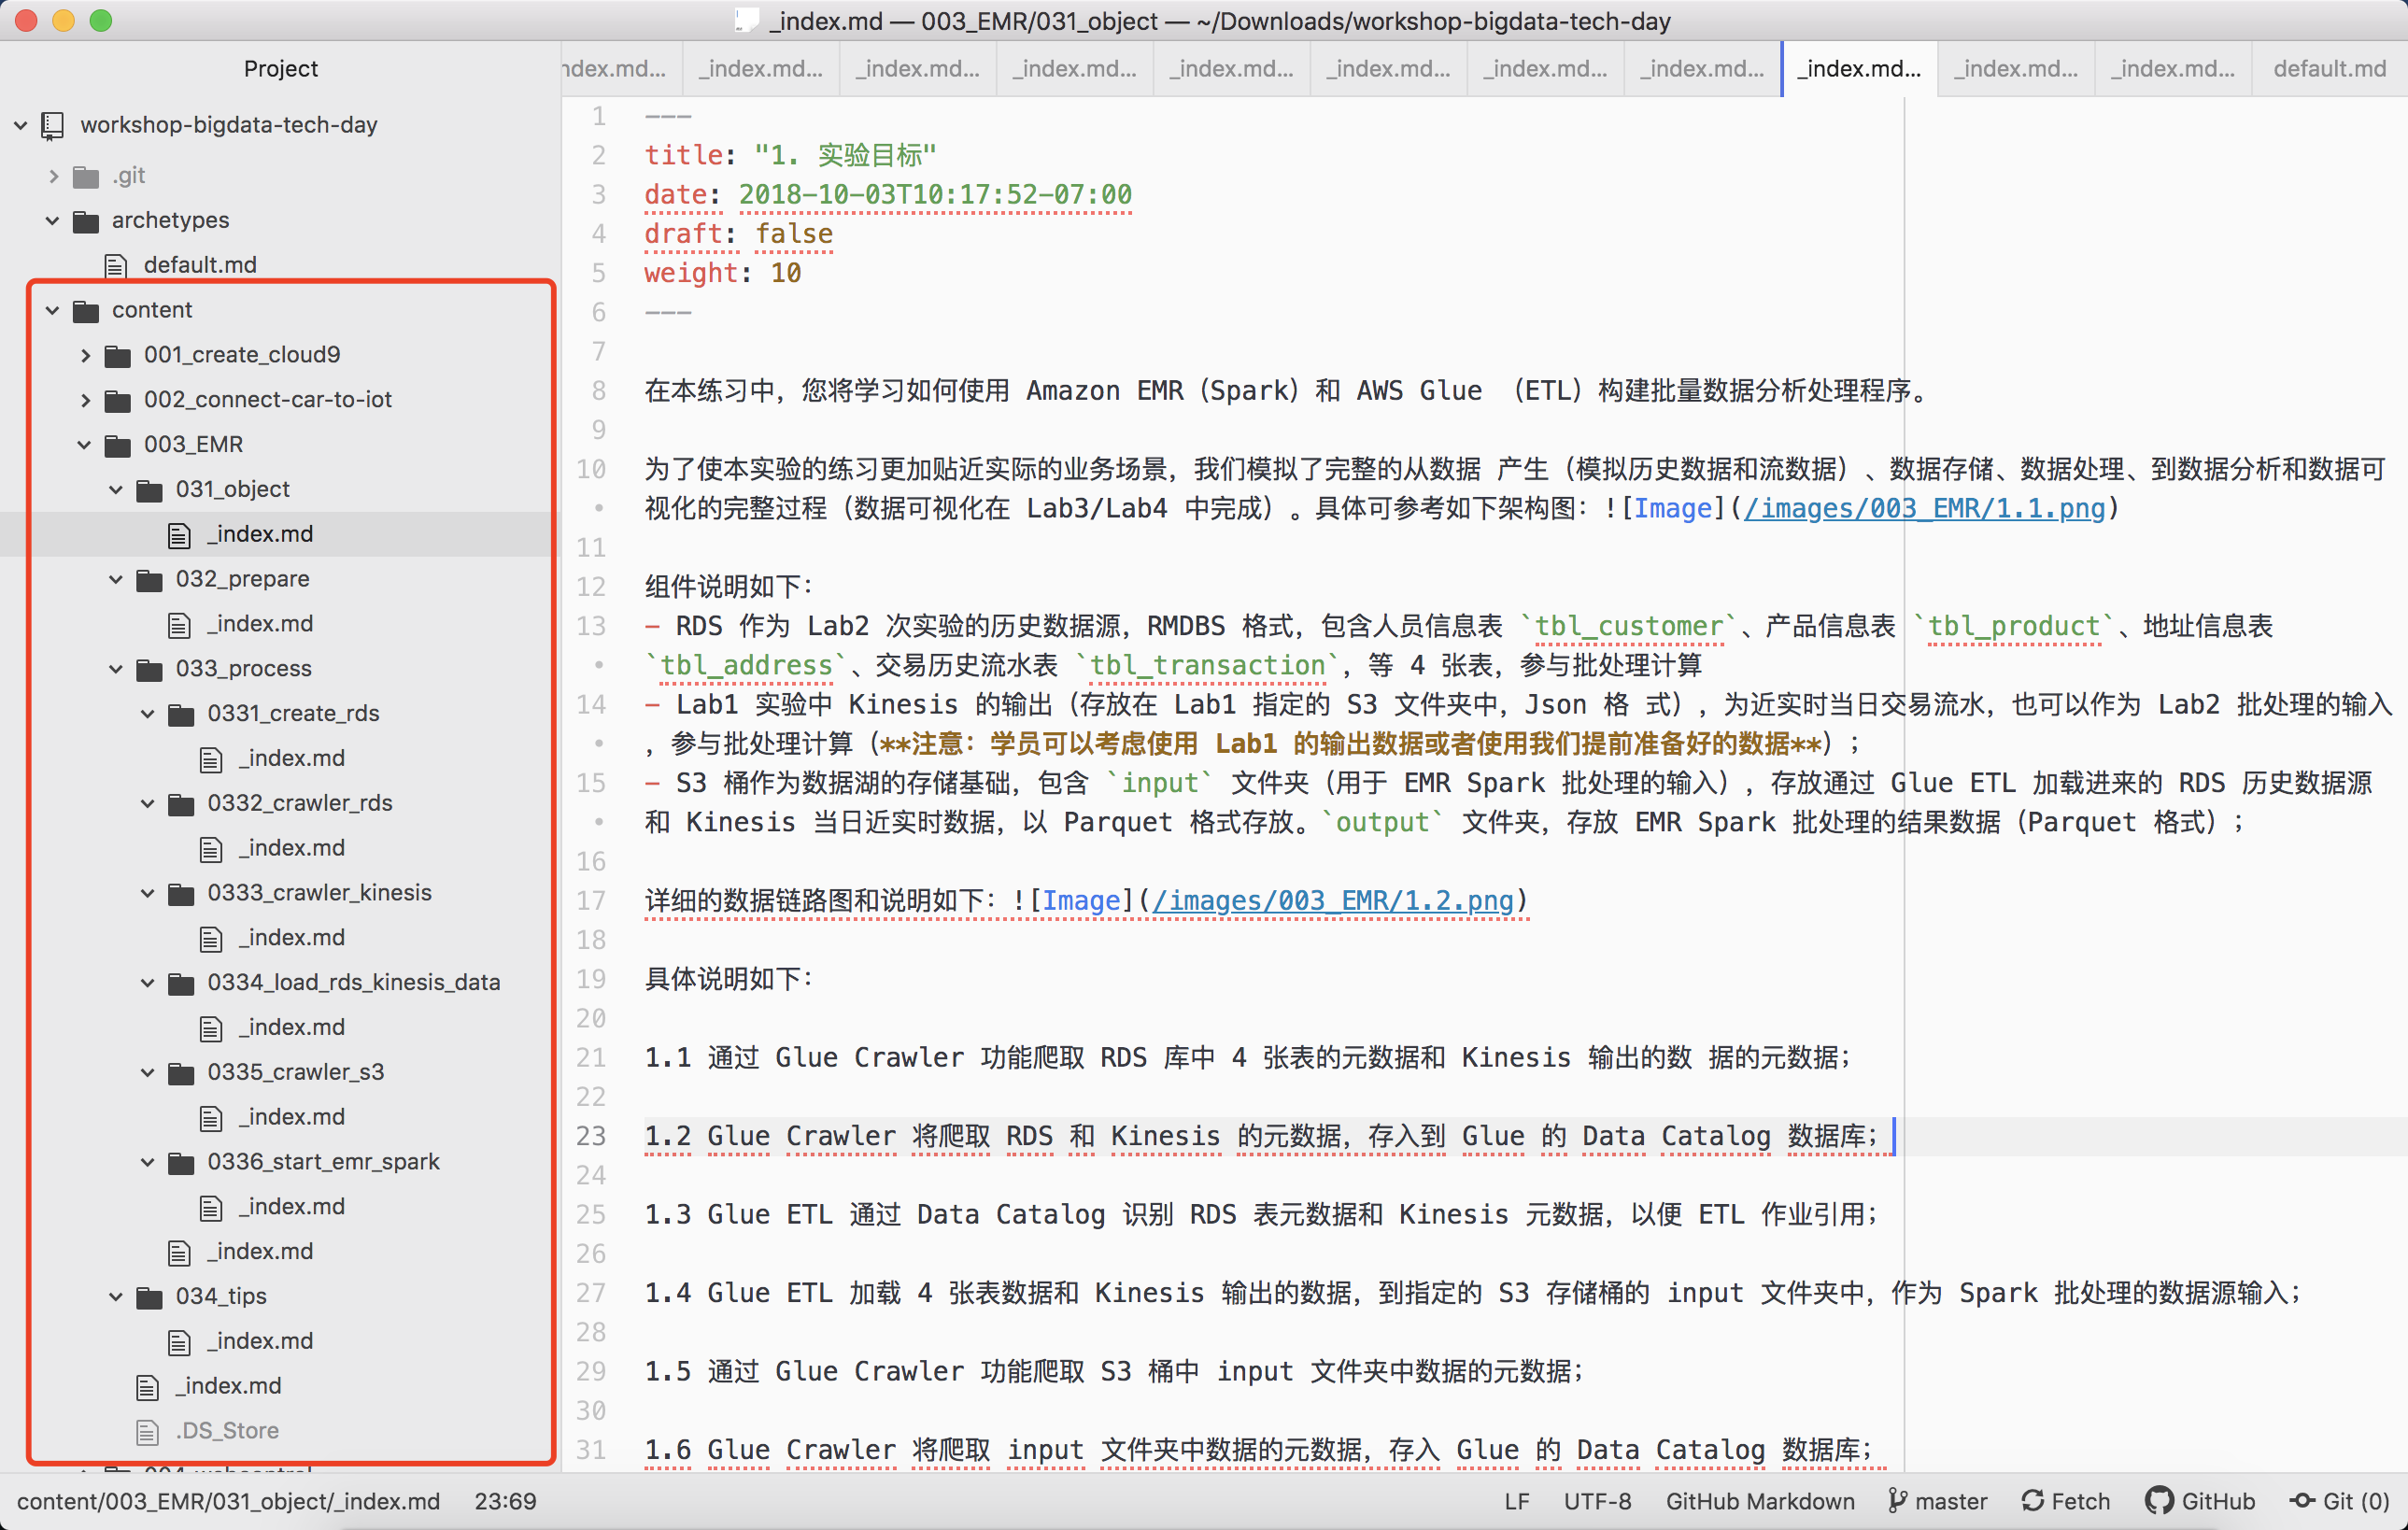 _index.md — 003_EMR/031_object — ~/Downloads/workshop-bigdata-tech-day
Project
ndex.md...
_index.md...
_index.md...
_index.md...
_index.md...
_index.md...
_index.md...
_index.md...
_index.md...
_index.md...
_index.md...
default.md
workshop-bigdata-tech-day
.git
archetypes
default.md
content
001_create_cloud9
002_connect-car-to-iot
003_EMR
031_object
_index.md
032_prepare
_index.md
033_process
0331_create_rds
_index.md
0332_crawler_rds
_index.md
0333_crawler_kinesis
_index.md
0334_load_rds_kinesis_data
_index.md
0335_crawler_s3
_index.md
0336_start_emr_spark
_index.md
_index.md
034_tips
_index.md
_index.md
.DS_Store
1 ---
2 title: "1. 实验目标"
3 date: 2018-10-03T10:17:52-07:00
4 draft: false
5 weight: 10
6 ---
7
8 在本练习中，您将学习如何使用 Amazon EMR（Spark）和 AWS Glue （ETL）构建批量数据分析处理程序。
9
10 为了使本实验的练习更加贴近实际的业务场景，我们模拟了完整的从数据 产生（模拟历史数据和流数据）、数据存储、数据处理、到数据分析和数据可
• 视化的完整过程（数据可视化在 Lab3/Lab4 中完成）。具体可参考如下架构图：![Image](/images/003_EMR/1.1.png)
11
12 组件说明如下：
13 - RDS 作为 Lab2 次实验的历史数据源，RMDBS 格式，包含人员信息表 `tbl_customer`、产品信息表 `tbl_product`、地址信息表
• `tbl_address`、交易历史流水表 `tbl_transaction`，等 4 张表，参与批处理计算
14 - Lab1 实验中 Kinesis 的输出（存放在 Lab1 指定的 S3 文件夹中，Json 格 式），为近实时当日交易流水，也可以作为 Lab2 批处理的输入
• ，参与批处理计算（**注意：学员可以考虑使用 Lab1 的输出数据或者使用我们提前准备好的数据**）；
15 - S3 桶作为数据湖的存储基础，包含 `input` 文件夹（用于 EMR Spark 批处理的输入），存放通过 Glue ETL 加载进来的 RDS 历史数据源
• 和 Kinesis 当日近实时数据，以 Parquet 格式存放。`output` 文件夹，存放 EMR Spark 批处理的结果数据（Parquet 格式）；
16
17 详细的数据链路图和说明如下：![Image](/images/003_EMR/1.2.png)
18
19 具体说明如下：
20
21 1.1 通过 Glue Crawler 功能爬取 RDS 库中 4 张表的元数据和 Kinesis 输出的数 据的元数据；
22
23 1.2 Glue Crawler 将爬取 RDS 和 Kinesis 的元数据，存入到 Glue 的 Data Catalog 数据库；
24
25 1.3 Glue ETL 通过 Data Catalog 识别 RDS 表元数据和 Kinesis 元数据，以便 ETL 作业引用；
26
27 1.4 Glue ETL 加载 4 张表数据和 Kinesis 输出的数据，到指定的 S3 存储桶的 input 文件夹中，作为 Spark 批处理的数据源输入；
28
29 1.5 通过 Glue Crawler 功能爬取 S3 桶中 input 文件夹中数据的元数据；
30
31 1.6 Glue Crawler 将爬取 input 文件夹中数据的元数据，存入 Glue 的 Data Catalog 数据库；
content/003_EMR/031_object/_index.md 23:69
LF UTF-8 GitHub Markdown master Fetch GitHub Git (0)